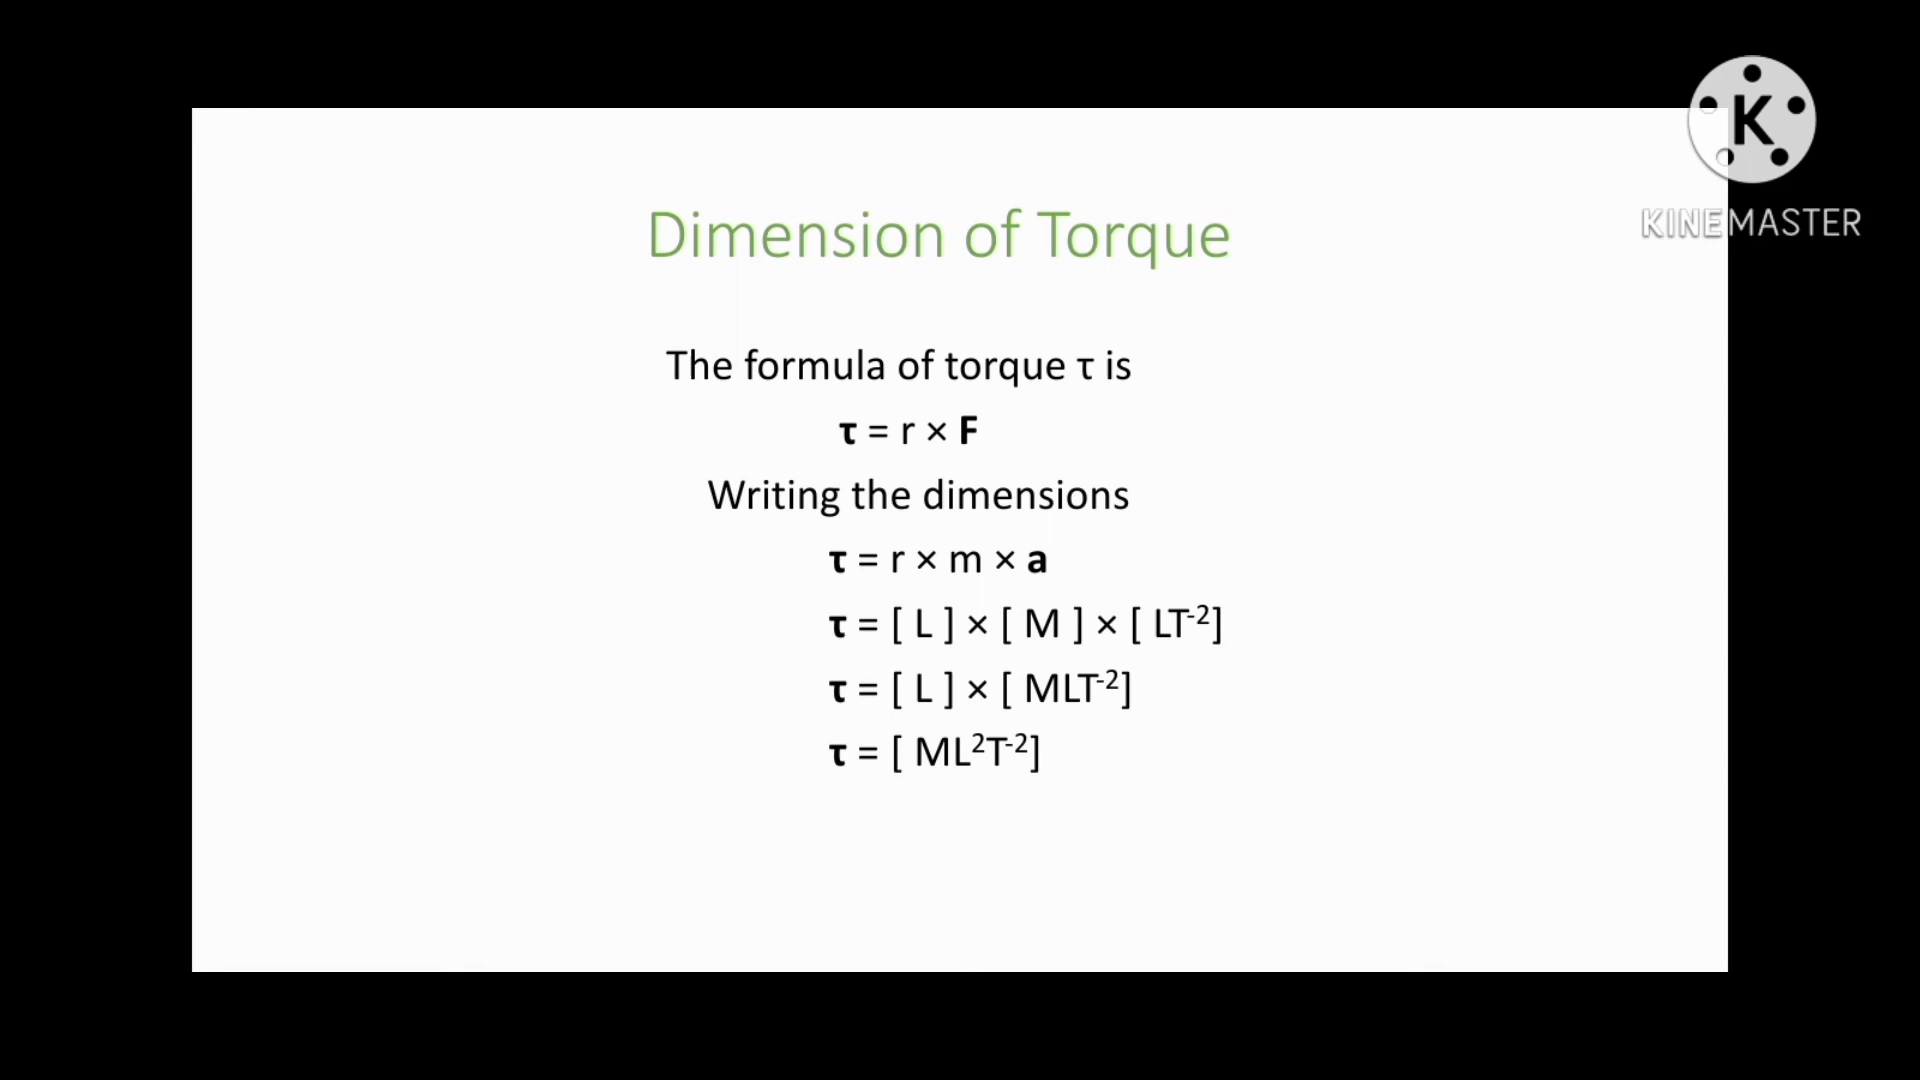 K
KINEMASTER
Dimension of Torque
The formula of torque τ is
τ = r × F
Writing the dimensions
τ = r × m × a
τ = [ L ] × [ M ] × [ LT⁻²]
τ = [ L ] × [ MLT⁻²]
τ = [ ML²T⁻²]